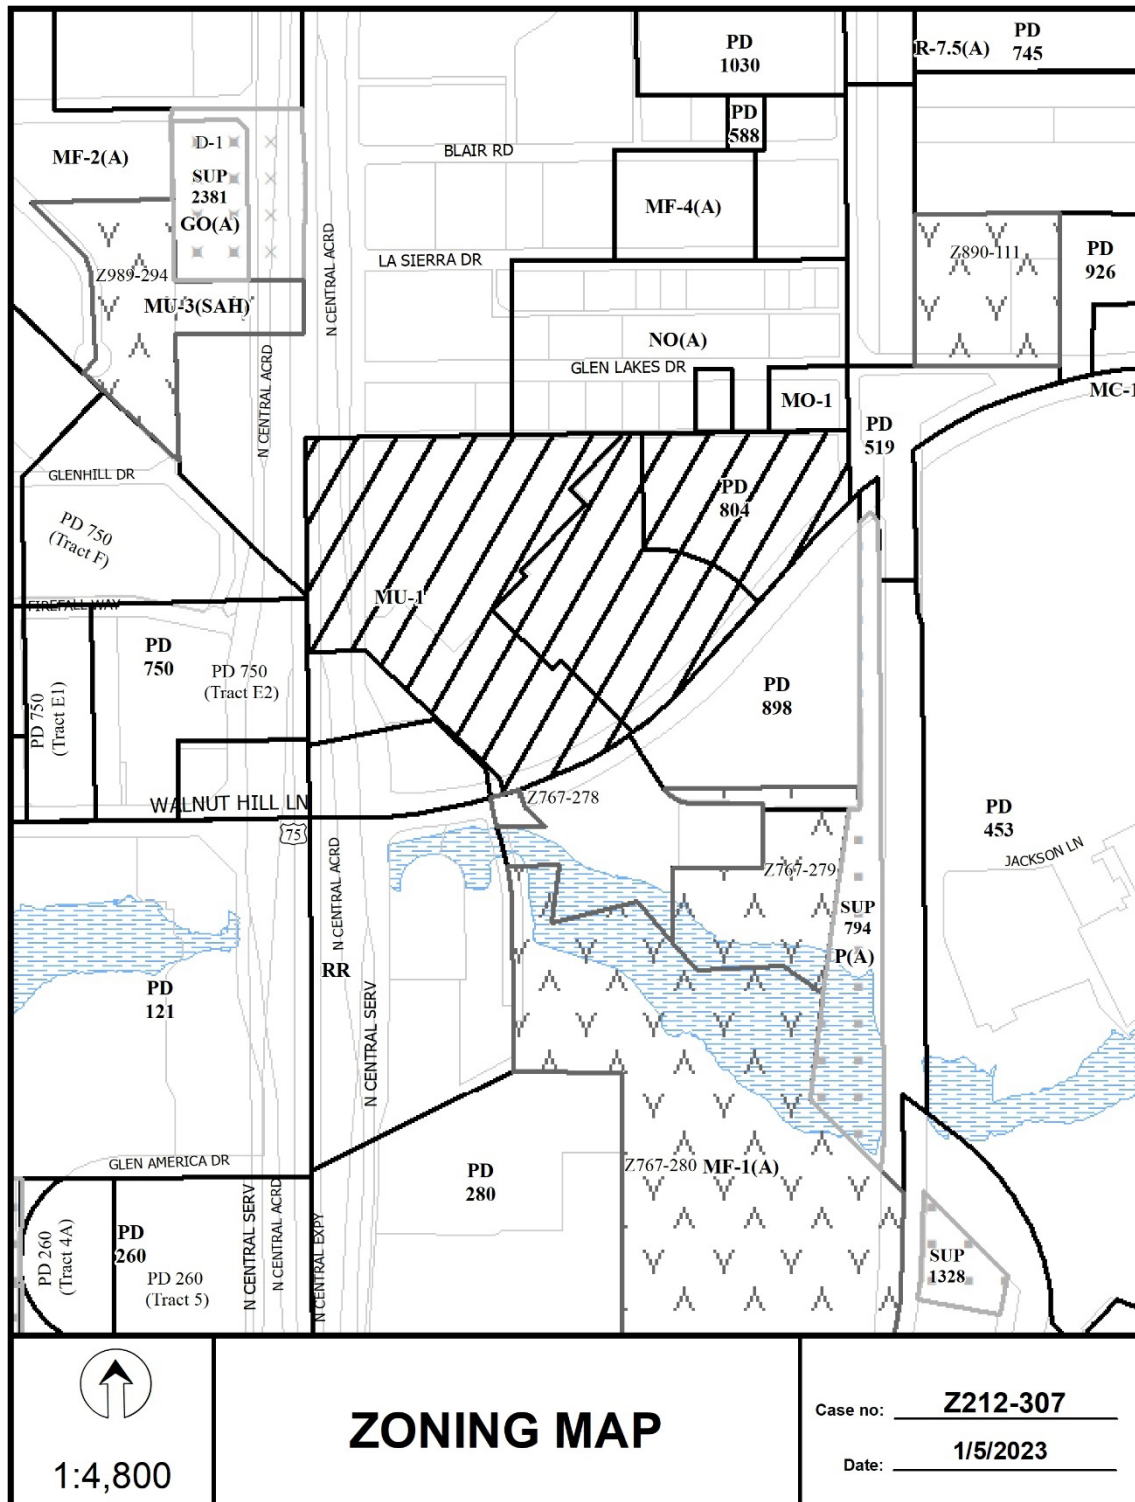 PD
1030
R-7.5(A)
PD
745
PD
588
BLAIR RD
MF-2(A)
D-1
SUP
2381
GO(A)
MF-4(A)
N CENTRAL ACRD
LA SIERRA DR
Z989-294
MU-3(SAH)
Z890-111
PD
926
NO(A)
GLEN LAKES DR
N CENTRAL ACRD
MO-1
MC-1
PD
519
GLENHILL DR
PD 750
(Tract F)
PD
804
MU-1
FIREFALL WAY
PD
750
PD 750
(Tract E2)
PD 750
(Tract E1)
PD
898
WALNUT HILL LN
75
Z767-278
PD
453
JACKSON LN
Z767-279
SUP
794
P(A)
N CENTRAL ACRD
RR
PD
121
N CENTRAL SERV
GLEN AMERICA DR
PD
280
Z767-280
MF-1(A)
PD 260
(Tract 4A)
PD
260
PD 260
(Tract 5)
N CENTRAL SERV
N CENTRAL ACRD
N CENTRAL EXPY
SUP
1328
1:4,800
ZONING MAP
Case no: Z212-307
Date: 1/5/2023